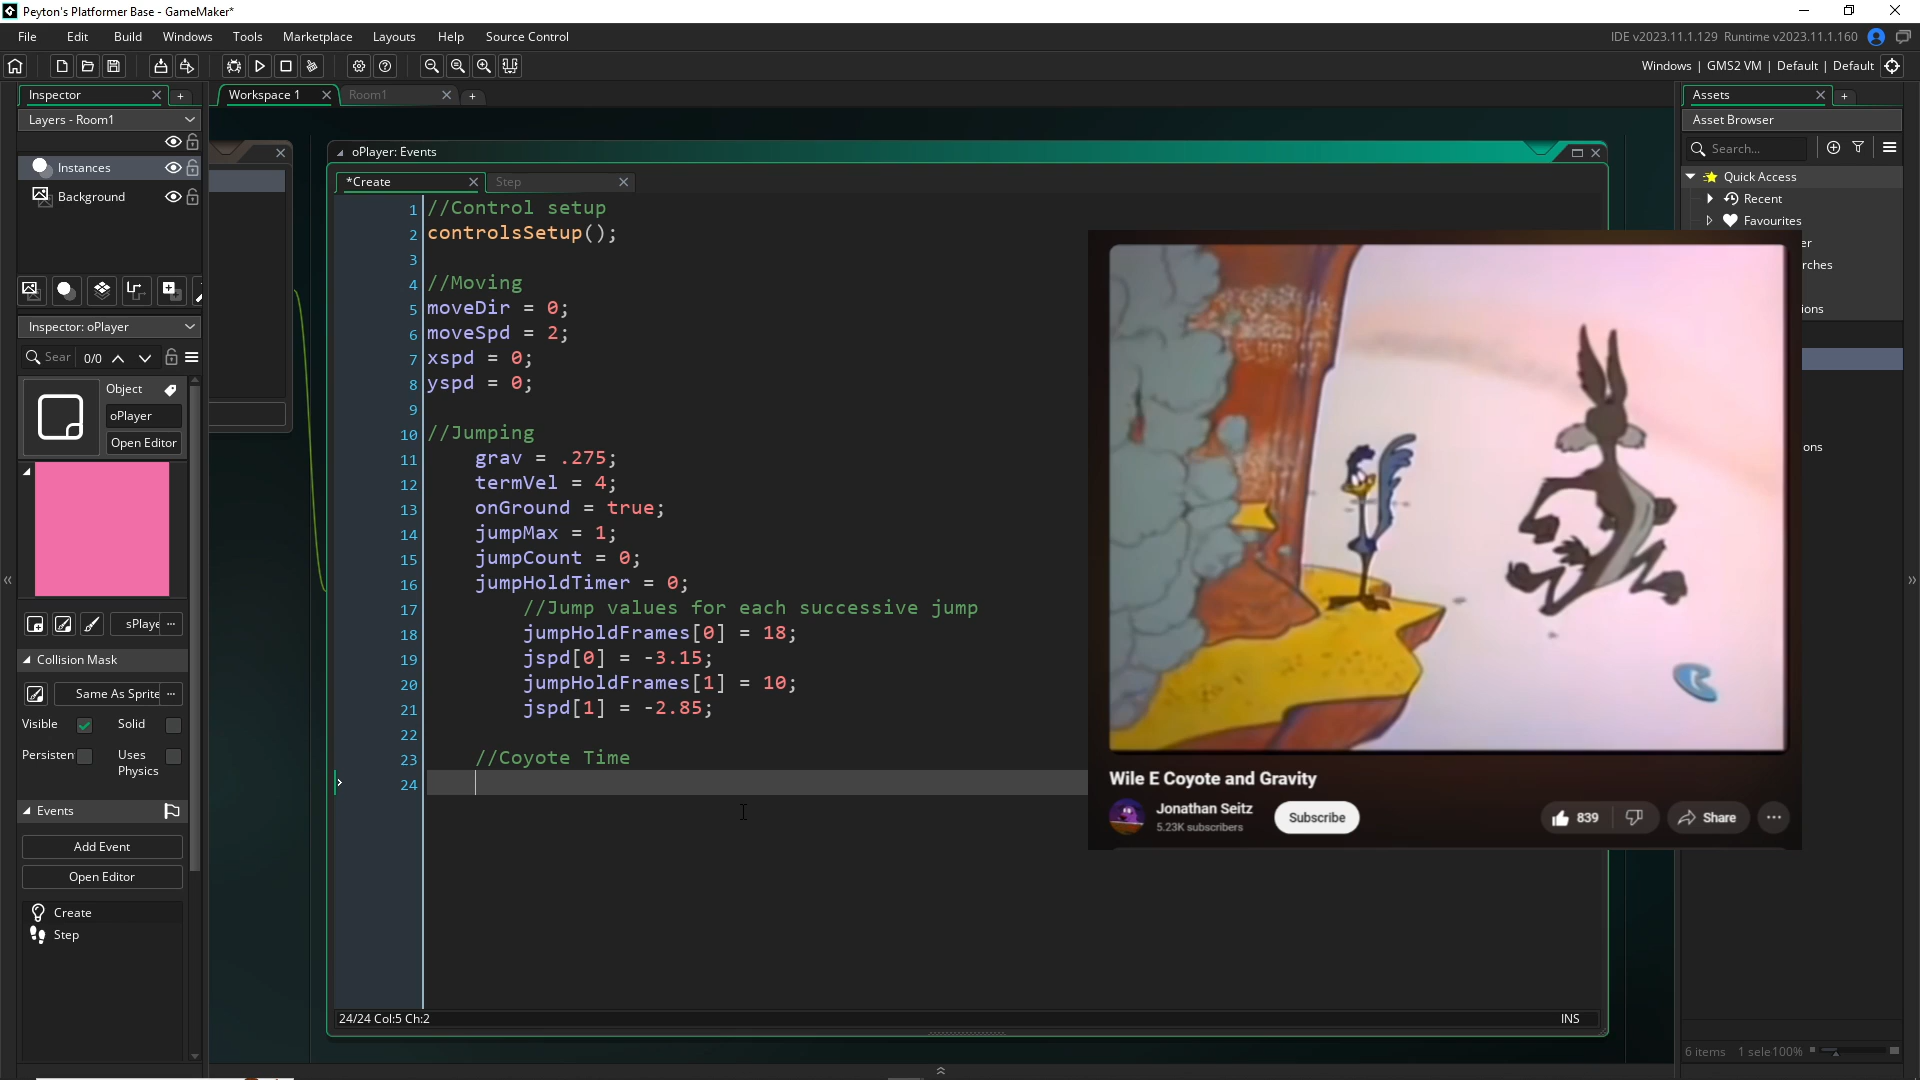 Peyton's Platformer Base - GameMaker*
File Edit Build Windows Tools Marketplace Layouts Help Source Control
IDE v2023.11.1.129 Runtime v2023.11.1.160
Windows | GMS2 VM | Default | Default
Inspector
Workspace 1
Room1
Assets
Layers - Room1
Asset Browser
Instances
Background
Search...
Quick Access
Recent
Favourites
er
rches
ions
ons
oPlayer: Events
*Create
Step
1 //Control setup
2 controlsSetup();
3
4 //Moving
5 moveDir = 0;
6 moveSpd = 2;
7 xspd = 0;
8 yspd = 0;
9
10 //Jumping
11 grav = .275;
12 termVel = 4;
13 onGround = true;
14 jumpMax = 1;
15 jumpCount = 0;
16 jumpHoldTimer = 0;
17 //Jump values for each successive jump
18 jumpHoldFrames[0] = 18;
19 jspd[0] = -3.15;
20 jumpHoldFrames[1] = 10;
21 jspd[1] = -2.85;
22
23 //Coyote Time
24
24/24 Col:5 Ch:2
INS
Inspector: oPlayer
Sear 0/0
Object
oPlayer
Open Editor
sPlaye ...
Collision Mask
Same As Sprite ...
Visible Solid
Persisten Uses
Physics
Events
Add Event
Open Editor
Create
Step
Wile E Coyote and Gravity
Jonathan Seitz
5.23K subscribers
Subscribe
839
Share
6 items 1 sele100%